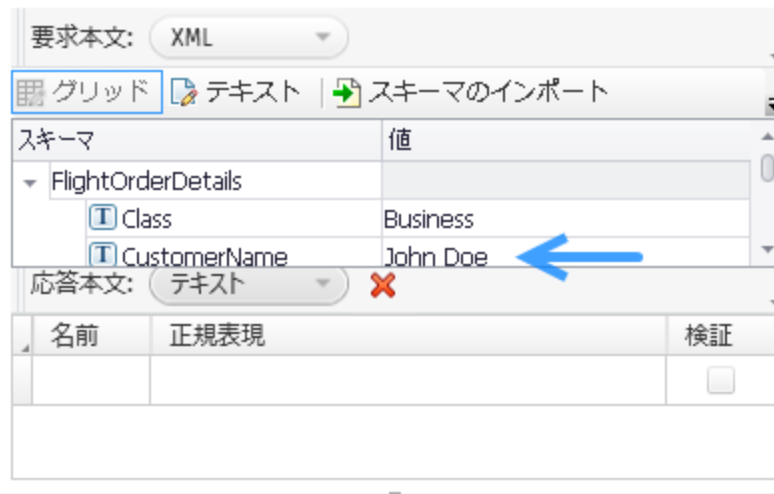 要求本文: XML
グリッド テキスト スキーマのインポート
スキーマ 値
FlightOrderDetails
T Class Business
T CustomerName John Doe
応答本文: テキスト
名前 正規表現 検証